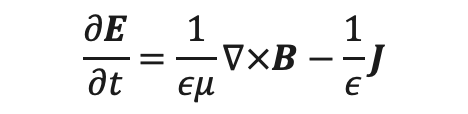 ∂E/∂t = 1/ϵμ ∇×B − 1/ϵ J